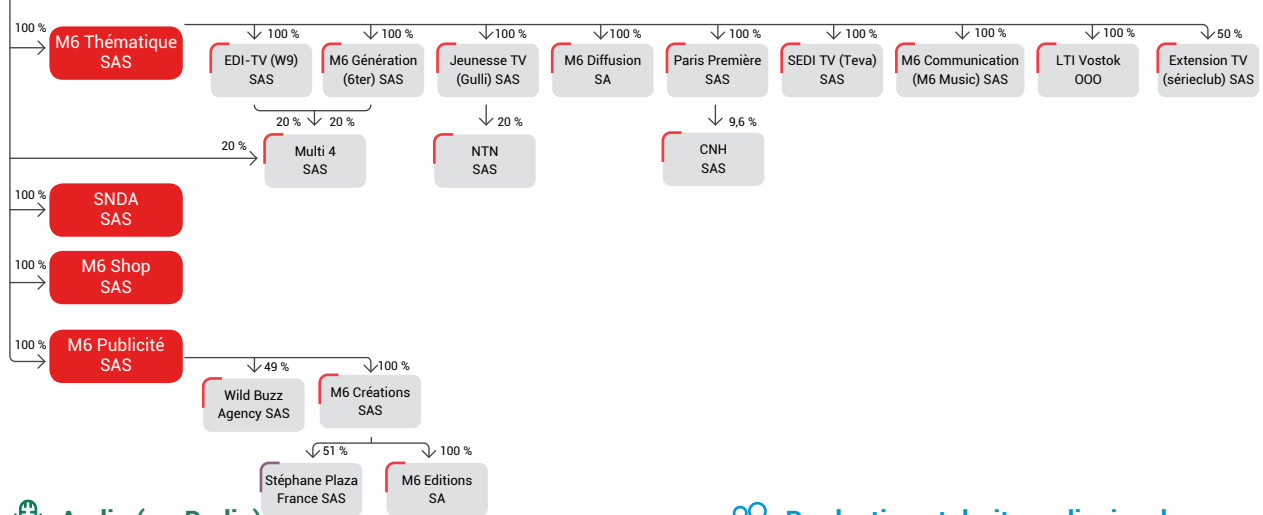 100 %
M6 Thématique
SAS
100 %
EDI-TV (W9)
SAS
100 %
M6 Génération
(6ter) SAS
100 %
Jeunesse TV
(Gulli) SAS
100 %
M6 Diffusion
SA
100 %
Paris Première
SAS
100 %
SEDI TV (Teva)
SAS
100 %
M6 Communication
(M6 Music) SAS
100 %
LTI Vostok
OOO
50 %
Extension TV
(sérieclub) SAS
20 %
20 %
20 %
Multi 4
SAS
20 %
NTN
SAS
9,6 %
CNH
SAS
100 %
SNDA
SAS
100 %
M6 Shop
SAS
100 %
M6 Publicité
SAS
49 %
Wild Buzz
Agency SAS
100 %
M6 Créations
SAS
51 %
Stéphane Plaza
France SAS
100 %
M6 Editions
SA